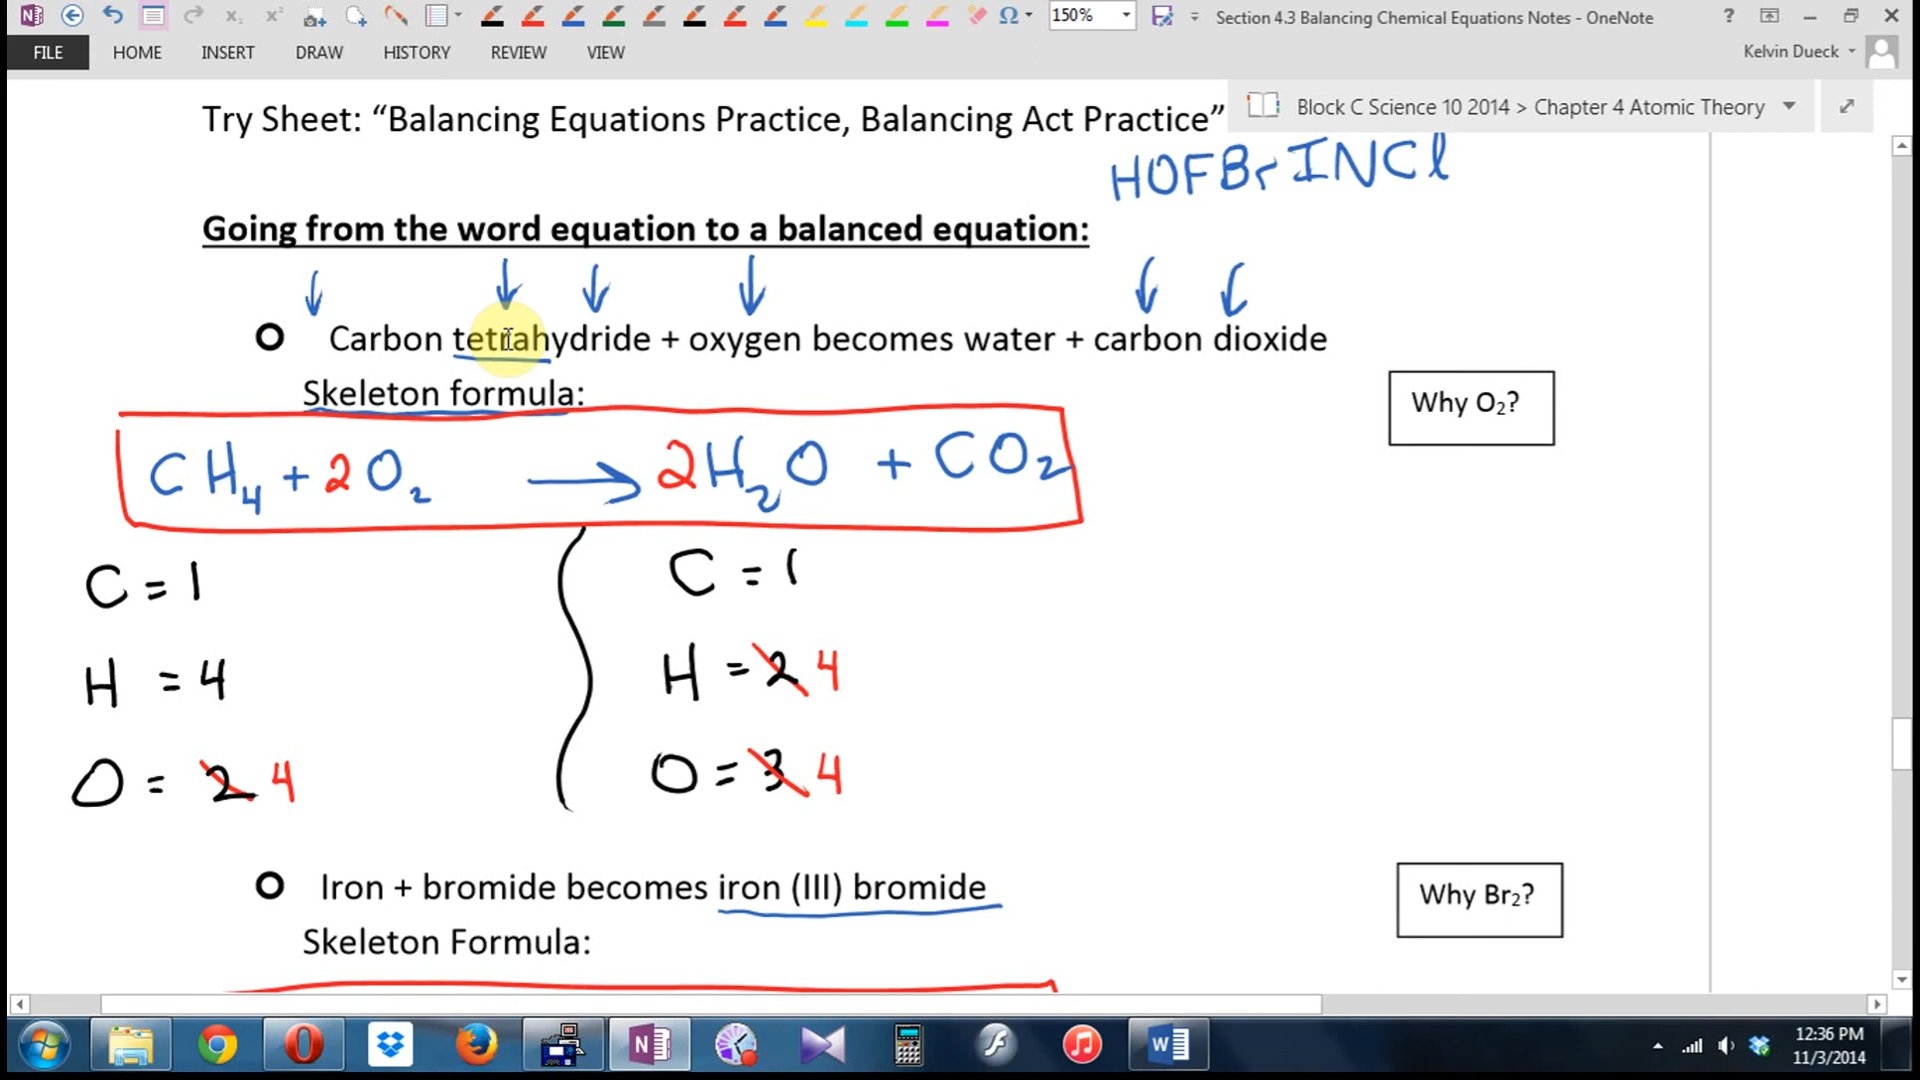 150%
Section 4.3 Balancing Chemical Equations Notes - OneNote
FILE HOME INSERT DRAW HISTORY REVIEW VIEW
Kelvin Dueck
Try Sheet: “Balancing Equations Practice, Balancing Act Practice”
Block C Science 10 2014 > Chapter 4 Atomic Theory
HOFBrINCl
Going from the word equation to a balanced equation:
Carbon tetrahydride + oxygen becomes water + carbon dioxide
Skeleton formula:
Why O₂?
CH₄ + 2O₂ → 2H₂O + CO₂
C = 1 C = 1
H = 4 H = 2 4
O = 2 4 O = 3 4
Iron + bromide becomes iron (III) bromide
Why Br₂?
Skeleton Formula:
12:36 PM
11/3/2014